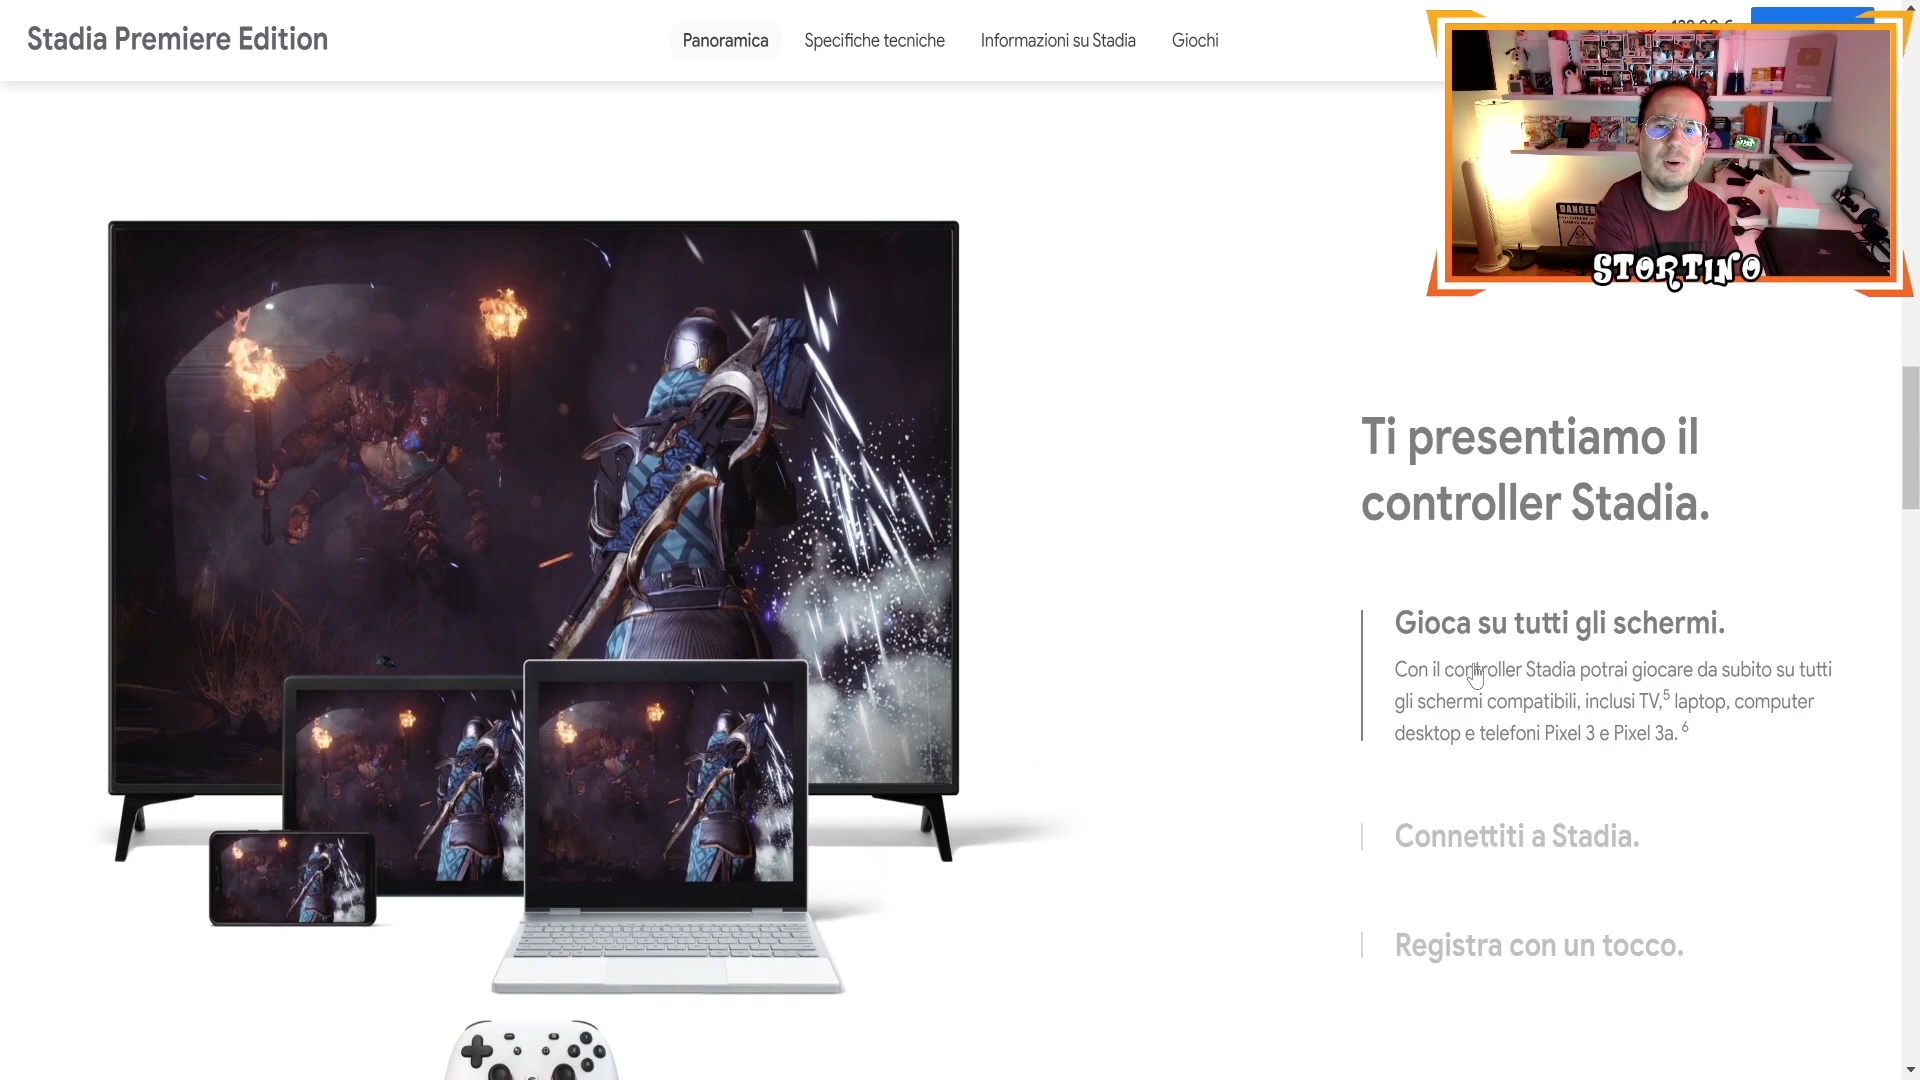 Stadia Premiere Edition
Panoramica
Specifiche tecniche
Informazioni su Stadia
Giochi
DANGER
STORTINO
Ti presentiamo il
controller Stadia.
Gioca su tutti gli schermi.
Con il controller Stadia potrai giocare da subito su tutti
gli schermi compatibili, inclusi TV,5 laptop, computer
desktop e telefoni Pixel 3 e Pixel 3a. 6
Connettiti a Stadia.
Registra con un tocco.